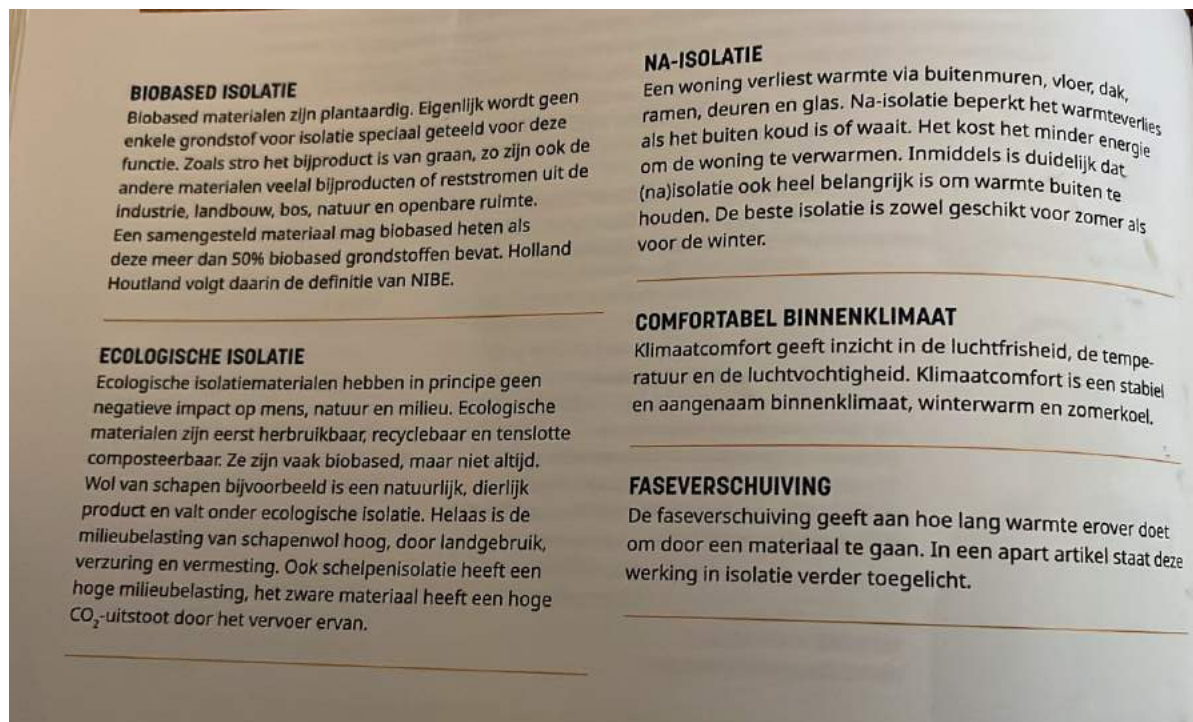 BIOBASED ISOLATIE
Biobased materialen zijn plantaardig. Eigenlijk wordt geen
enkele grondstof voor isolatie speciaal geteeld voor deze
functie. Zoals stro het bijproduct is van graan, zo zijn ook de
andere materialen veelal bijproducten of reststromen uit de
industrie, landbouw, bos, natuur en openbare ruimte.
Een samengesteld materiaal mag biobased heten als
deze meer dan 50% biobased grondstoffen bevat. Holland
Houtland volgt daarin de definitie van NIBE.
ECOLOGISCHE ISOLATIE
Ecologische isolatiematerialen hebben in principe geen
negatieve impact op mens, natuur en milieu. Ecologische
materialen zijn eerst herbruikbaar, recyclebaar en tenslotte
composteerbaar. Ze zijn vaak biobased, maar niet altijd.
Wol van schapen bijvoorbeeld is een natuurlijk, dierlijk
product en valt onder ecologische isolatie. Helaas is de
milieubelasting van schapenwol hoog, door landgebruik,
verzuring en vermesting. Ook schelpenisolatie heeft een
hoge milieubelasting, het zware materiaal heeft een hoge
CO₂-uitstoot door het vervoer ervan.
NA-ISOLATIE
Een woning verliest warmte via buitenmuren, vloer, dak,
ramen, deuren en glas. Na-isolatie beperkt het warmteverlies
als het buiten koud is of waait. Het kost het minder energie
om de woning te verwarmen. Inmiddels is duidelijk dat
(na)isolatie ook heel belangrijk is om warmte buiten te
houden. De beste isolatie is zowel geschikt voor zomer als
voor de winter.
COMFORTABEL BINNENKLIMAAT
Klimaatcomfort geeft inzicht in de luchtfrisheid, de tempe-
ratuur en de luchtvochtigheid. Klimaatcomfort is een stabiel
en aangenaam binnenklimaat, winterwarm en zomerkoel.
FASEVERSCHUIVING
De faseverschuiving geeft aan hoe lang warmte erover doet
om door een materiaal te gaan. In een apart artikel staat deze
werking in isolatie verder toegelicht.